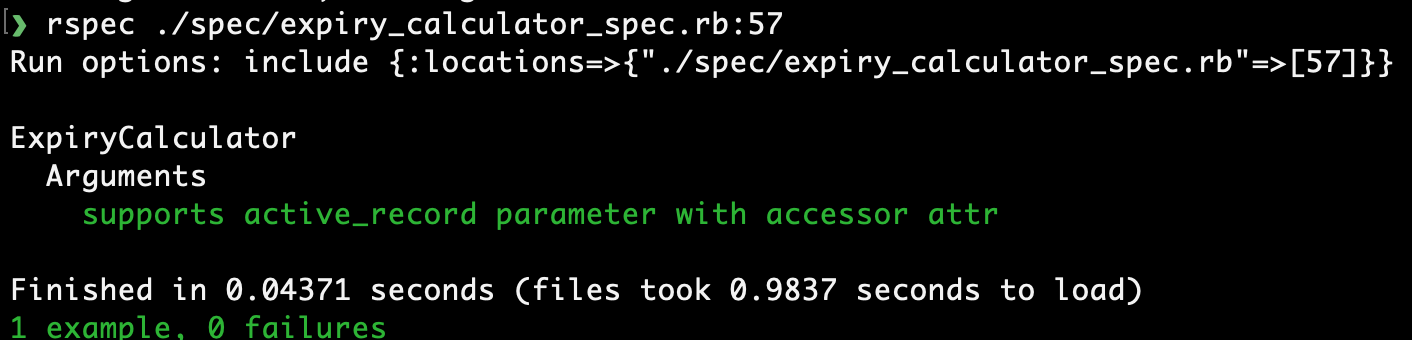 ❯ rspec ./spec/expiry_calculator_spec.rb:57
Run options: include {:locations=>{"./spec/expiry_calculator_spec.rb"=>[57]}}
ExpiryCalculator
Arguments
supports active_record parameter with accessor attr
Finished in 0.04371 seconds (files took 0.9837 seconds to load)
1 example, 0 failures